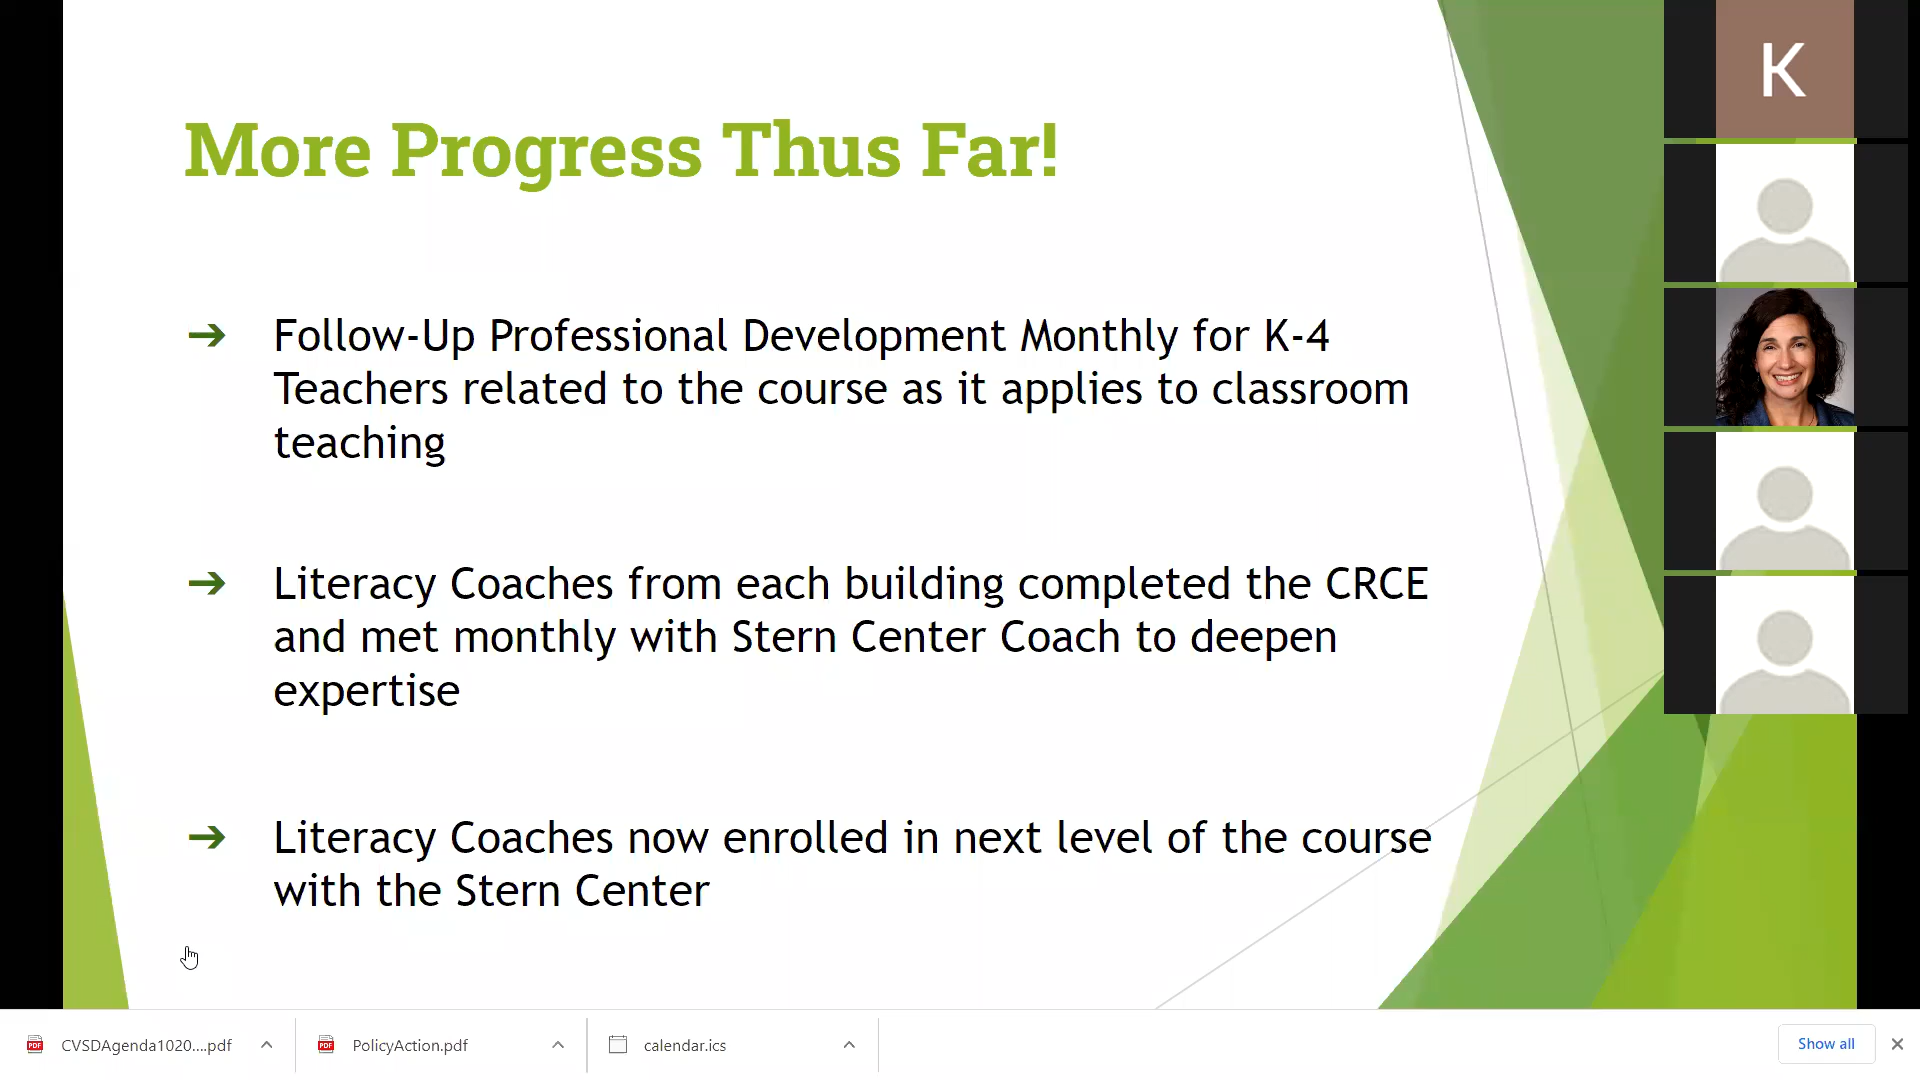 More Progress Thus Far!
➔ Follow-Up Professional Development Monthly for K-4
Teachers related to the course as it applies to classroom
teaching
➔ Literacy Coaches from each building completed the CRCE
and met monthly with Stern Center Coach to deepen
expertise
➔ Literacy Coaches now enrolled in next level of the course
with the Stern Center
K
CVSDAgenda1020....pdf
PolicyAction.pdf
calendar.ics
Show all